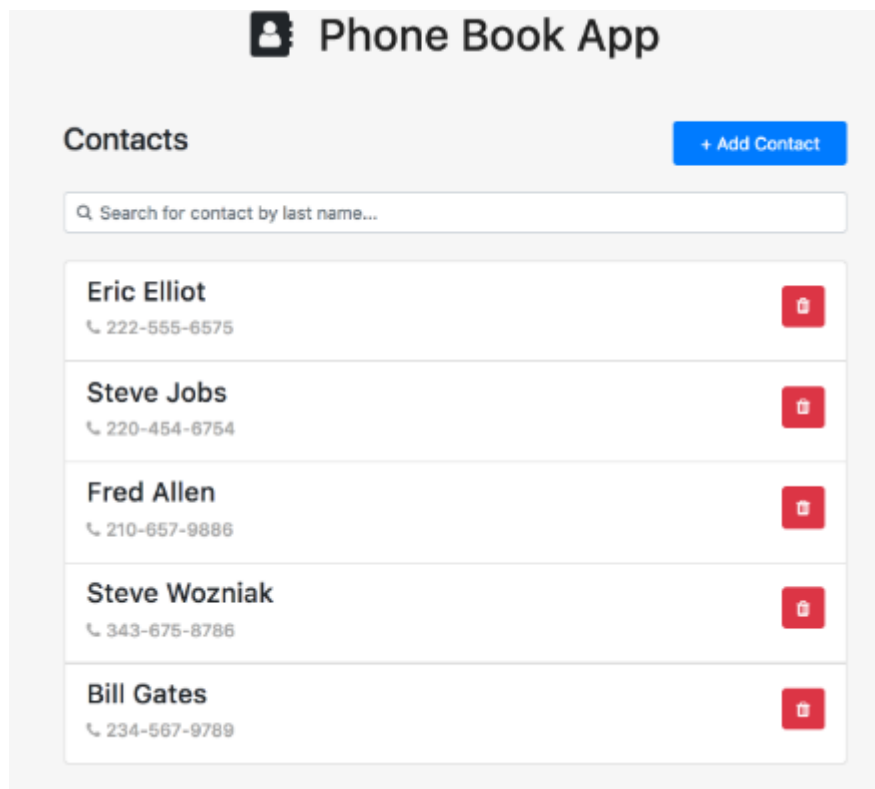 Phone Book App
Contacts
+ Add Contact
Search for contact by last name...
Eric Elliot
222-555-6575
Steve Jobs
220-454-6754
Fred Allen
210-657-9886
Steve Wozniak
343-675-8786
Bill Gates
234-567-9789